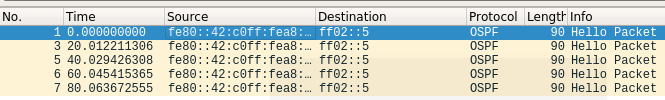 No. Time Source Destination Protocol Length Info
1 0.000000000 fe80::42:c0ff:fea8:… ff02::5 OSPF 90 Hello Packet
3 20.012211306 fe80::42:c0ff:fea8:… ff02::5 OSPF 90 Hello Packet
5 40.029426308 fe80::42:c0ff:fea8:… ff02::5 OSPF 90 Hello Packet
6 60.045415365 fe80::42:c0ff:fea8:… ff02::5 OSPF 90 Hello Packet
7 80.063672555 fe80::42:c0ff:fea8:… ff02::5 OSPF 90 Hello Packet